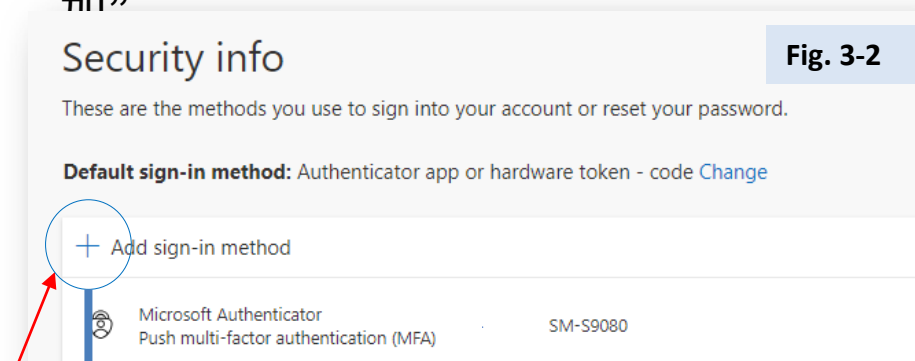 Security info
Fig. 3-2
These are the methods you use to sign into your account or reset your password.
Default sign-in method: Authenticator app or hardware token - code Change
+ Add sign-in method
Microsoft Authenticator
Push multi-factor authentication (MFA)
SM-S9080